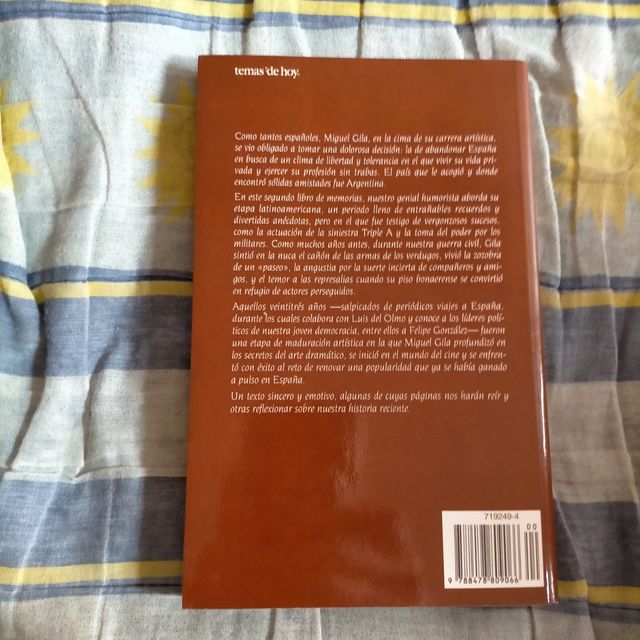 temas de hoy.
Como tantos españoles, Miguel Gila, en la cima de su carrera artística,
se vio obligado a tomar una dolorosa decisión: la de abandonar España
en busca de un clima de libertad y tolerancia en el que vivir su vida pri-
vada y ejercer su profesión sin trabas. El país que le acogió y donde
encontró sólidas amistades fue Argentina.
En este segundo libro de memorias, nuestro genial humorista aborda su
etapa latinoamericana, un periodo lleno de entrañables recuerdos y
divertidas anécdotas, pero en el que fue testigo de vergonzosos sucesos,
como la actuación de la siniestra Triple A y la toma del poder por los
militares. Como muchos años antes, durante nuestra guerra civil, Gila
sintió en la nuca el cañón de las armas de los verdugos, vivió la zozobra
de un «paseo», la angustia por la suerte incierta de compañeros y ami-
gos, y el temor a las represalias cuando su piso bonaerense se convirtió
en refugio de actores perseguidos.
Aquellos veintitrés años —salpicados de periódicos viajes a España,
durante los cuales colabora con Luis del Olmo y conoce a los líderes polí-
ticos de nuestra joven democracia, entre ellos a Felipe González— fueron
una etapa de maduración artística en la que Miguel Gila profundizó en
los secretos del arte dramático, se inició en el mundo del cine y se enfren-
tó con éxito al reto de renovar una popularidad que ya se había ganado
a pulso en España.
Un texto sincero y emotivo, algunas de cuyas páginas nos harán reír y
otras reflexionar sobre nuestra historia reciente.
719249-4
00
9 788478 809066